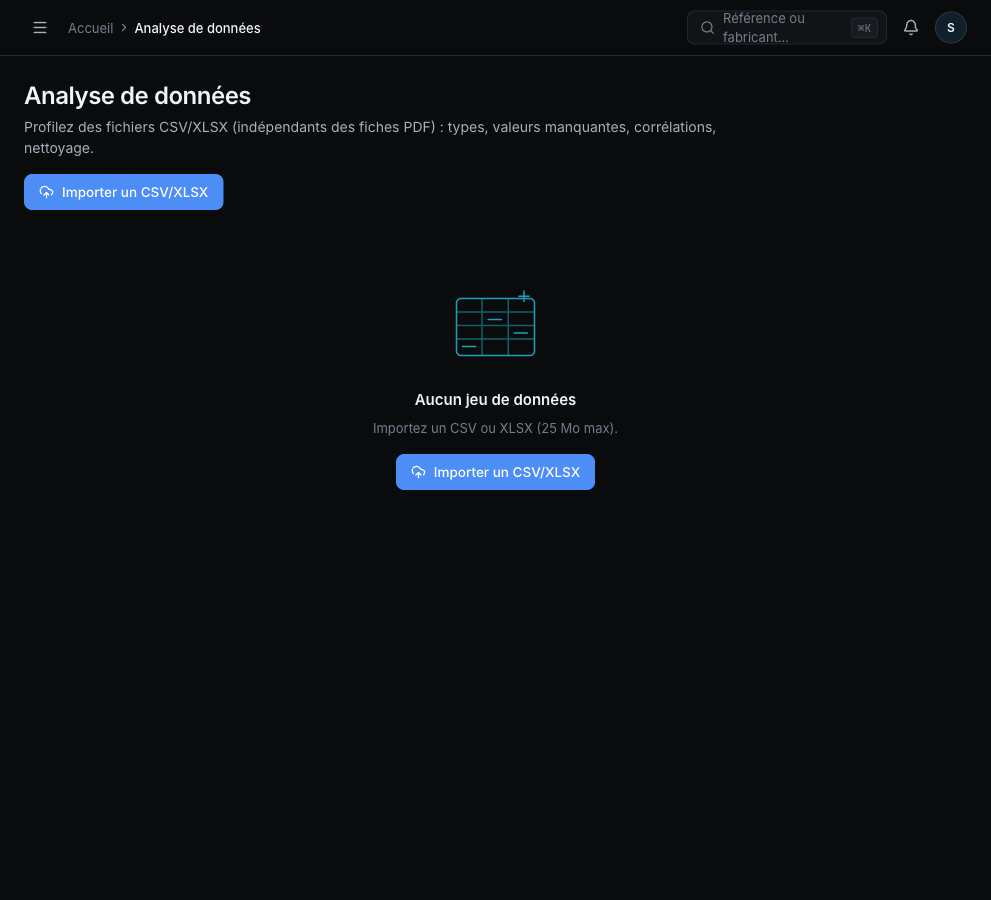 Accueil > Analyse de données
Référence ou
fabricant...
⌘K
S
Analyse de données
Profilez des fichiers CSV/XLSX (indépendants des fiches PDF) : types, valeurs manquantes, corrélations,
nettoyage.
Importer un CSV/XLSX
Aucun jeu de données
Importez un CSV ou XLSX (25 Mo max).
Importer un CSV/XLSX